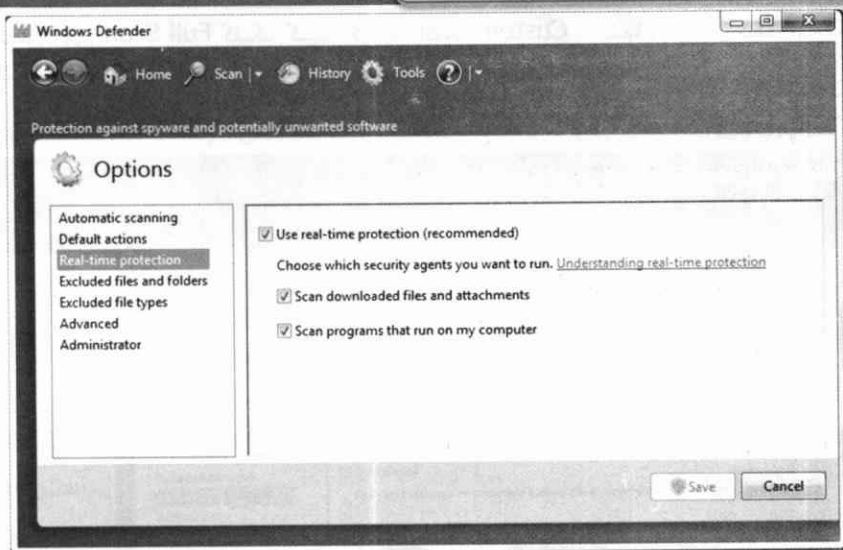 Windows Defender
Home Scan History Tools ?
Protection against spyware and potentially unwanted software
Options
Automatic scanning
Default actions
Real-time protection
Excluded files and folders
Excluded file types
Advanced
Administrator
Use real-time protection (recommended)
Choose which security agents you want to run. Understanding real-time protection
Scan downloaded files and attachments
Scan programs that run on my computer
Save Cancel